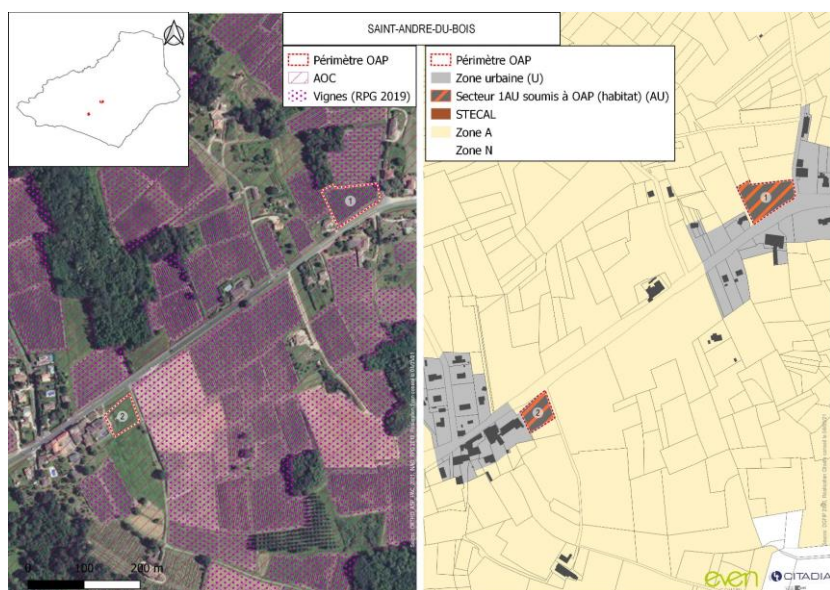 SAINT-ANDRE-DU-BOIS
Périmètre OAP
AOC
Vignes (RPG 2019)
Périmètre OAP
Zone urbaine (U)
Secteur 1AU soumis à OAP (habitat) (AU)
STECAL
Zone A
Zone N
1
2
1
2
0 100 200 m
even CITADIA